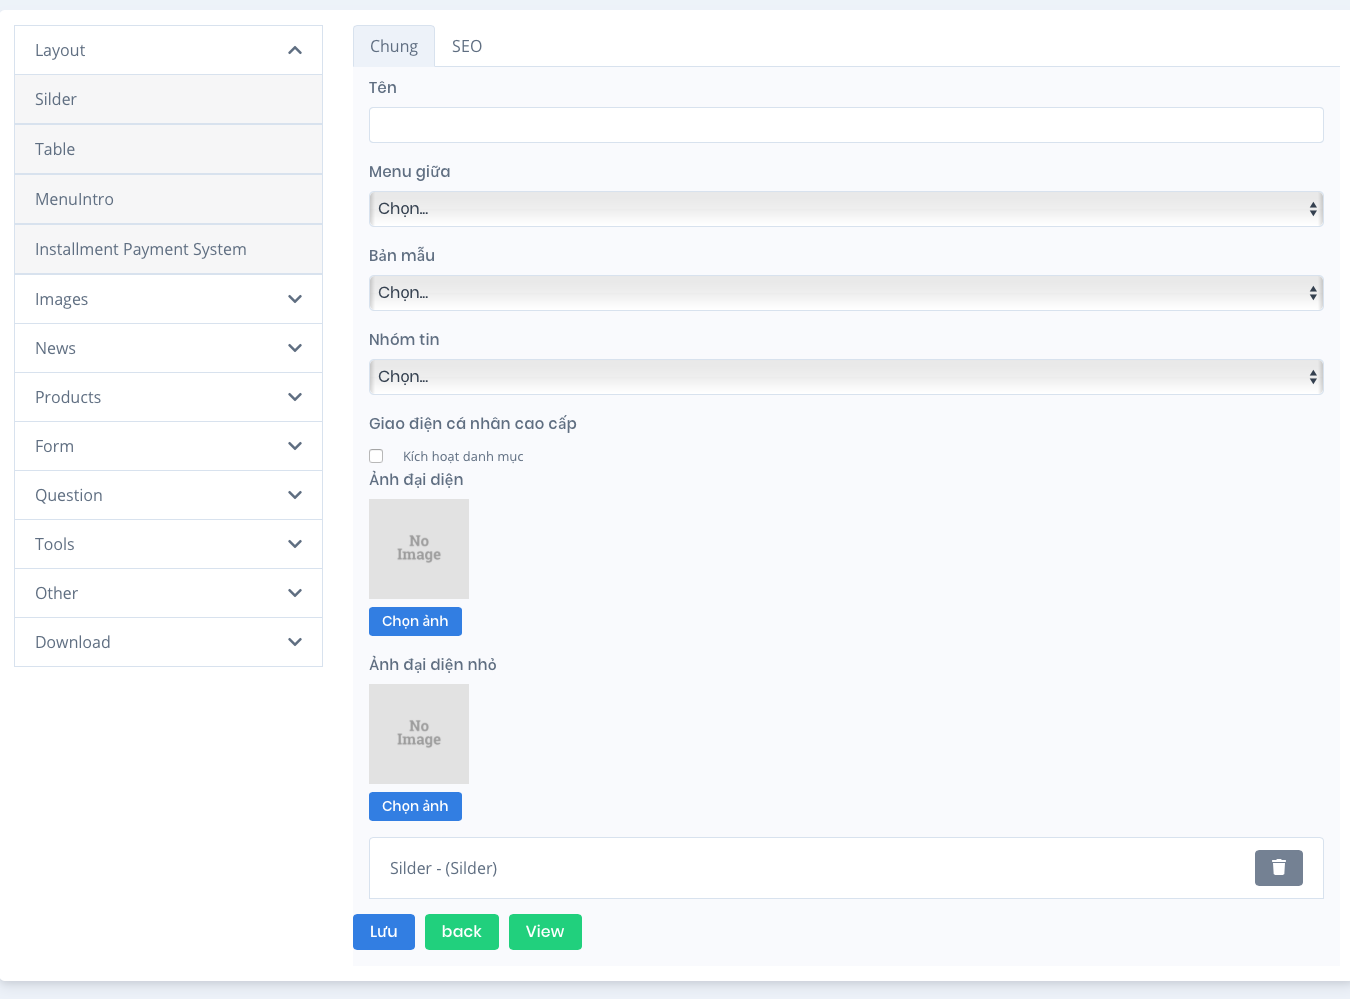 Layout
Silder
Table
MenuIntro
Installment Payment System
Images
News
Products
Form
Question
Tools
Other
Download
Chung SEO
Tên
Menu giữa
Chọn...
Bản mẫu
Chọn...
Nhóm tin
Chọn...
Giao diện cá nhân cao cấp
Kích hoạt danh mục
Ảnh đại diện
No
Image
Chọn ảnh
Ảnh đại diện nhỏ
No
Image
Chọn ảnh
Silder - (Silder)
Lưu back View